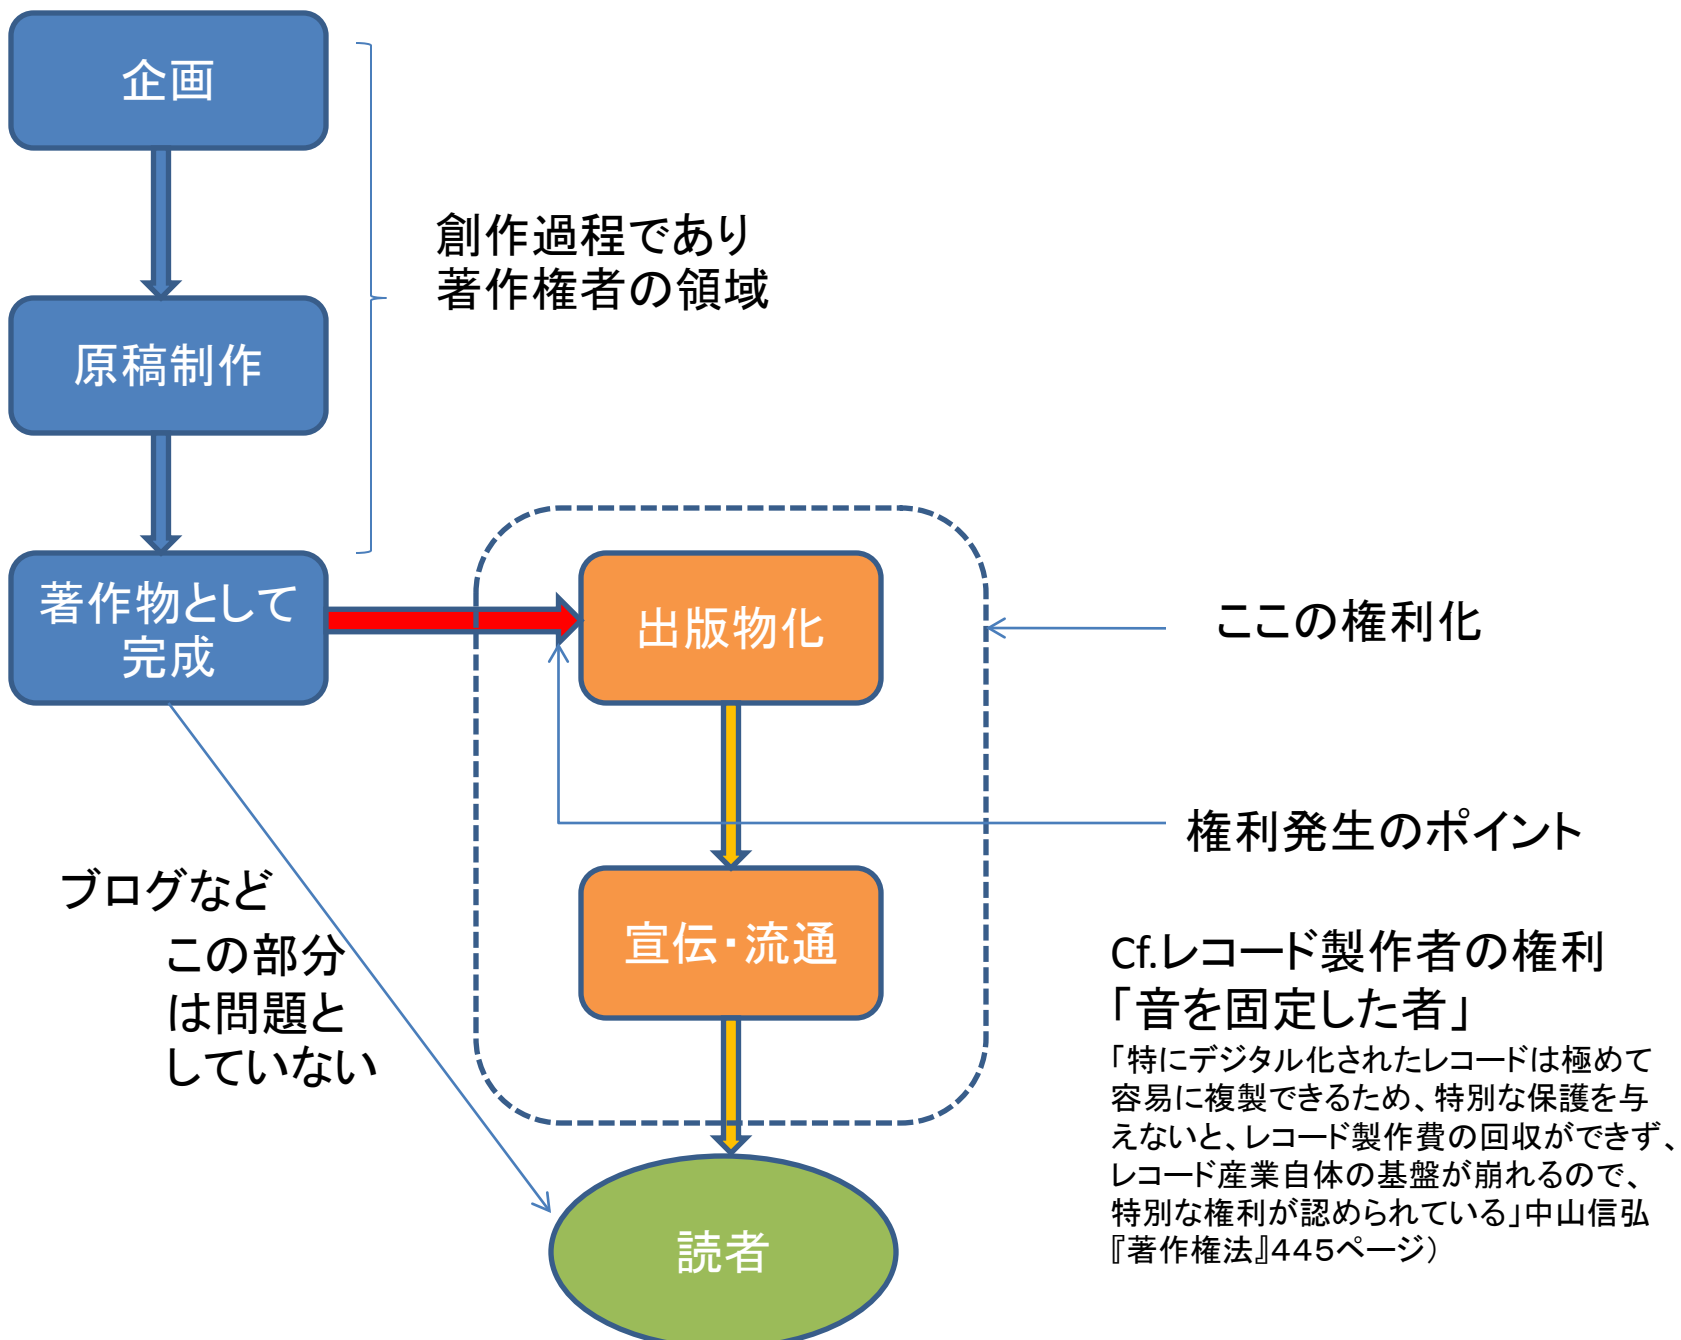 企画
創作過程であり
著作権者の領域
原稿制作
著作物として
完成
出版物化
ここの権利化
権利発生のポイント
ブログなど
この部分
は問題と
していない
宣伝・流通
Cf.レコード製作者の権利
「音を固定した者」
「特にデジタル化されたレコードは極めて
容易に複製できるため、特別な保護を与
えないと、レコード製作費の回収ができず、
レコード産業自体の基盤が崩れるので、
特別な権利が認められている」中山信弘
『著作権法』445ページ）
読者